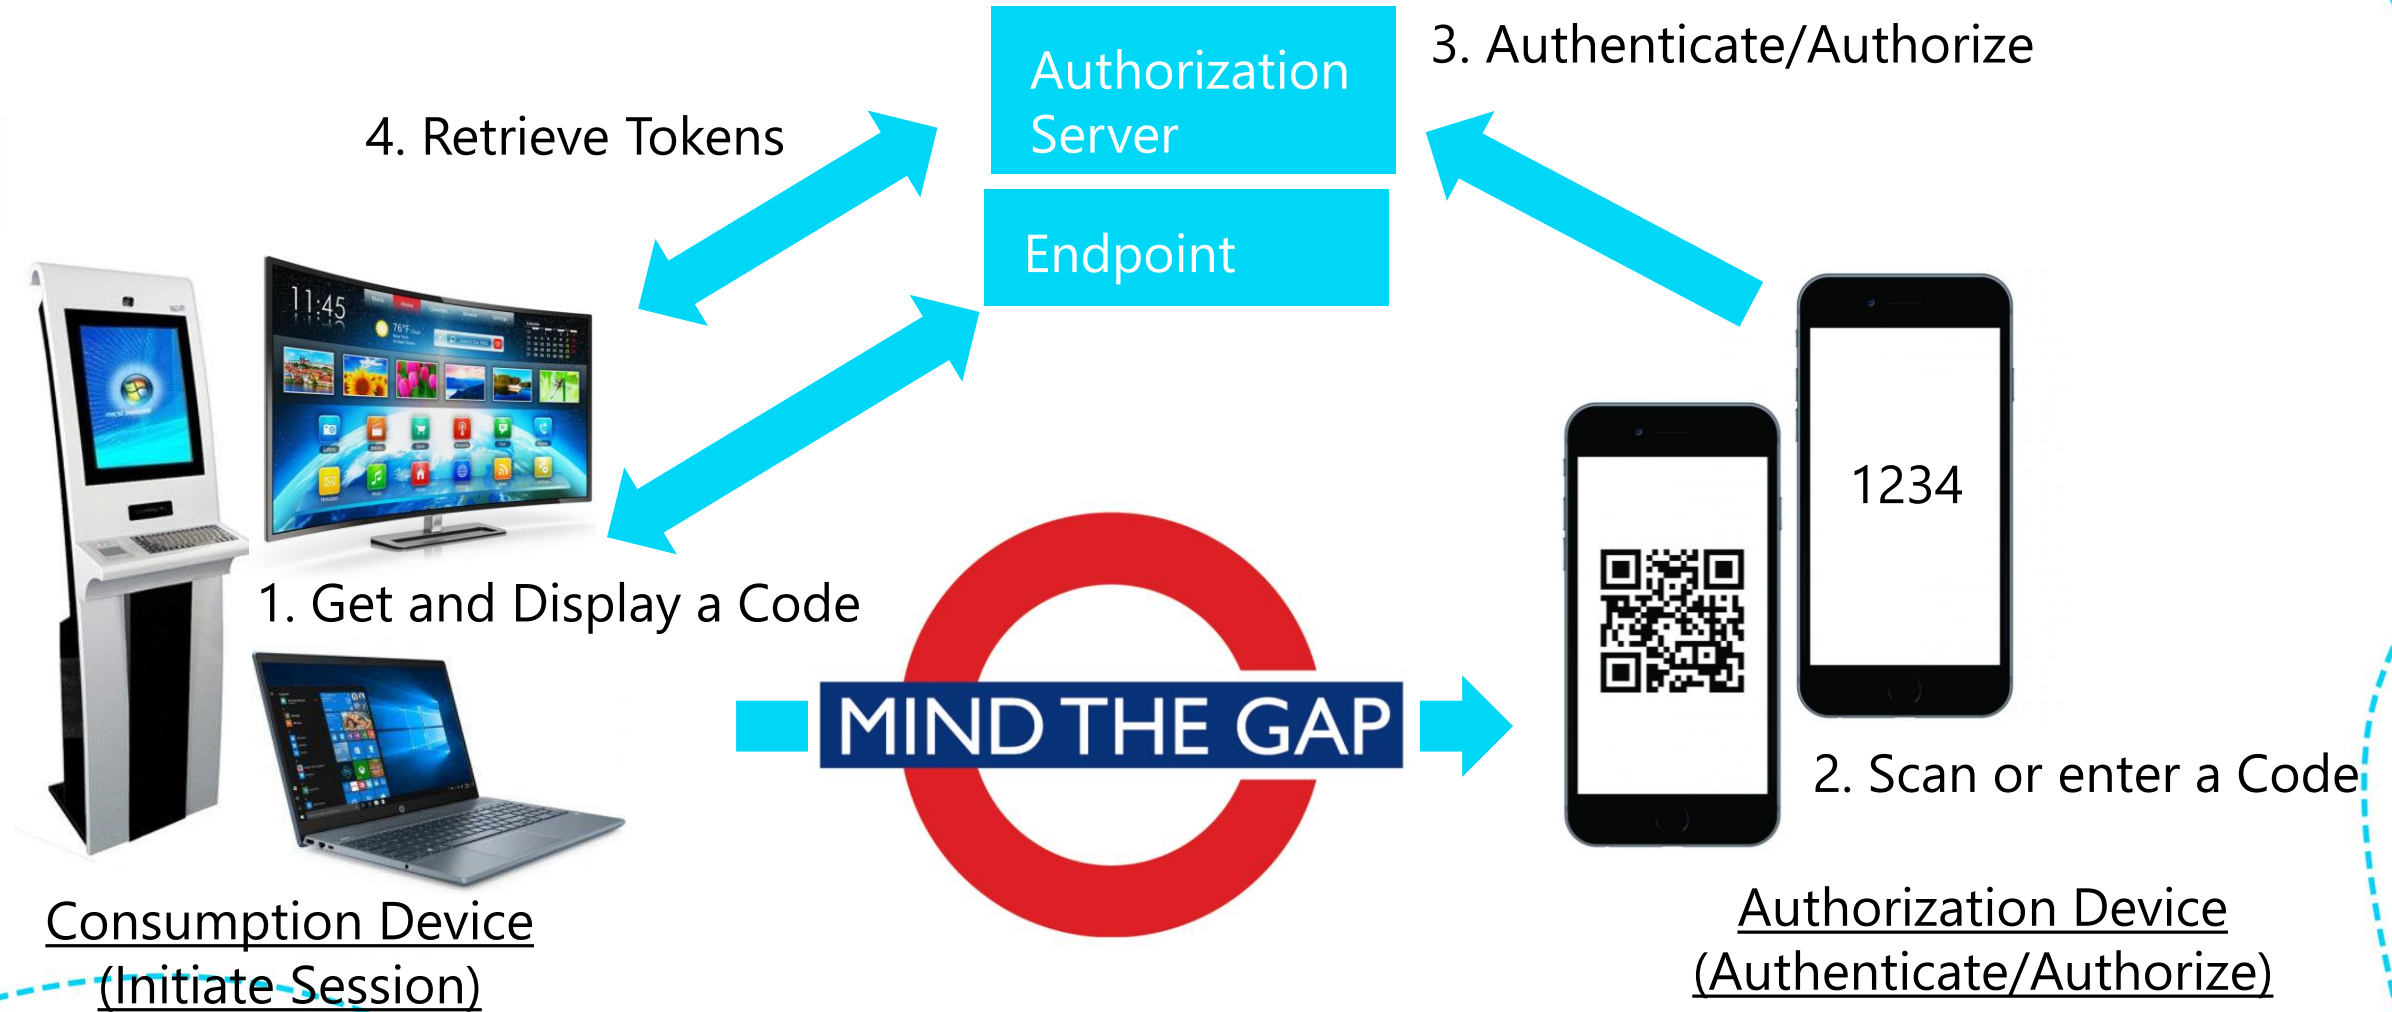 Authorization
Server
3. Authenticate/Authorize
4. Retrieve Tokens
Endpoint
11:45
76°F
1234
1. Get and Display a Code
MIND THE GAP
2. Scan or enter a Code
Consumption Device
(Initiate Session)
Authorization Device
(Authenticate/Authorize)